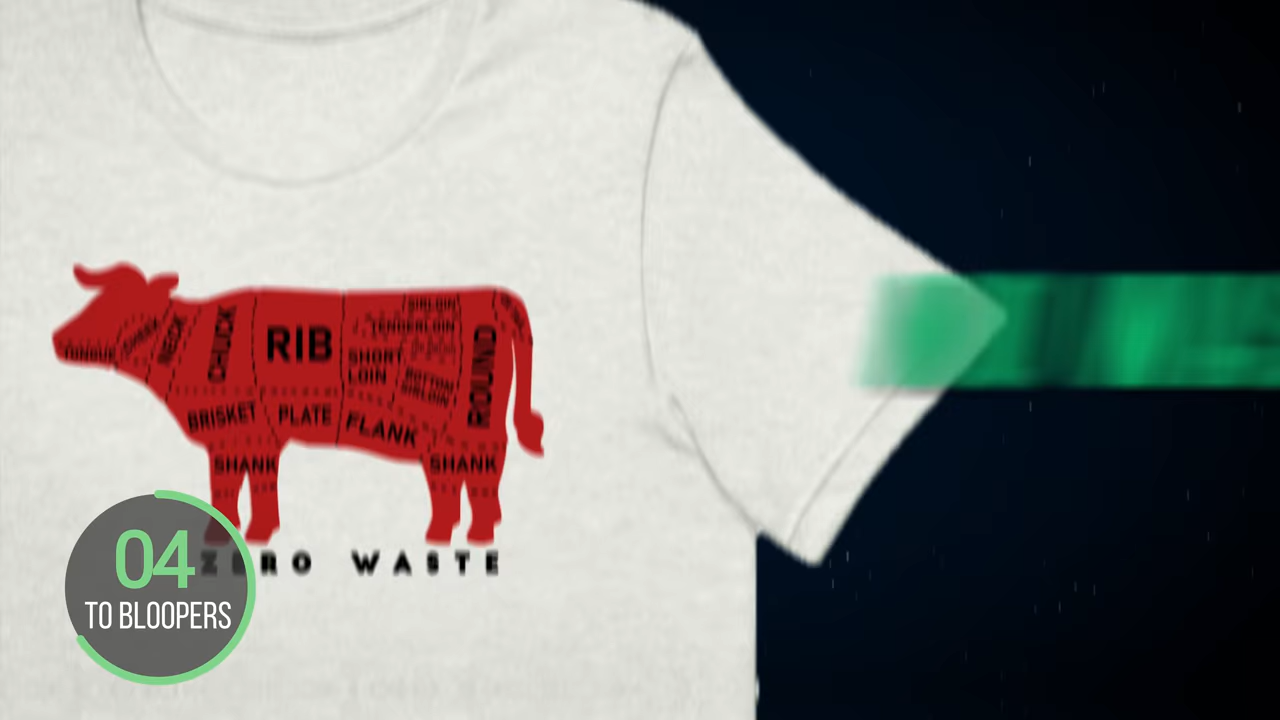 SIRLOIN
TENDERLOIN
TONGUE
CHEEK
NECK
CHUCK
RIB
SHORT
LOIN
BOTTOM
SIRLOIN
ROUND
BRISKET
PLATE
FLANK
SHANK
SHANK
ZERO WASTE
04
TO BLOOPERS